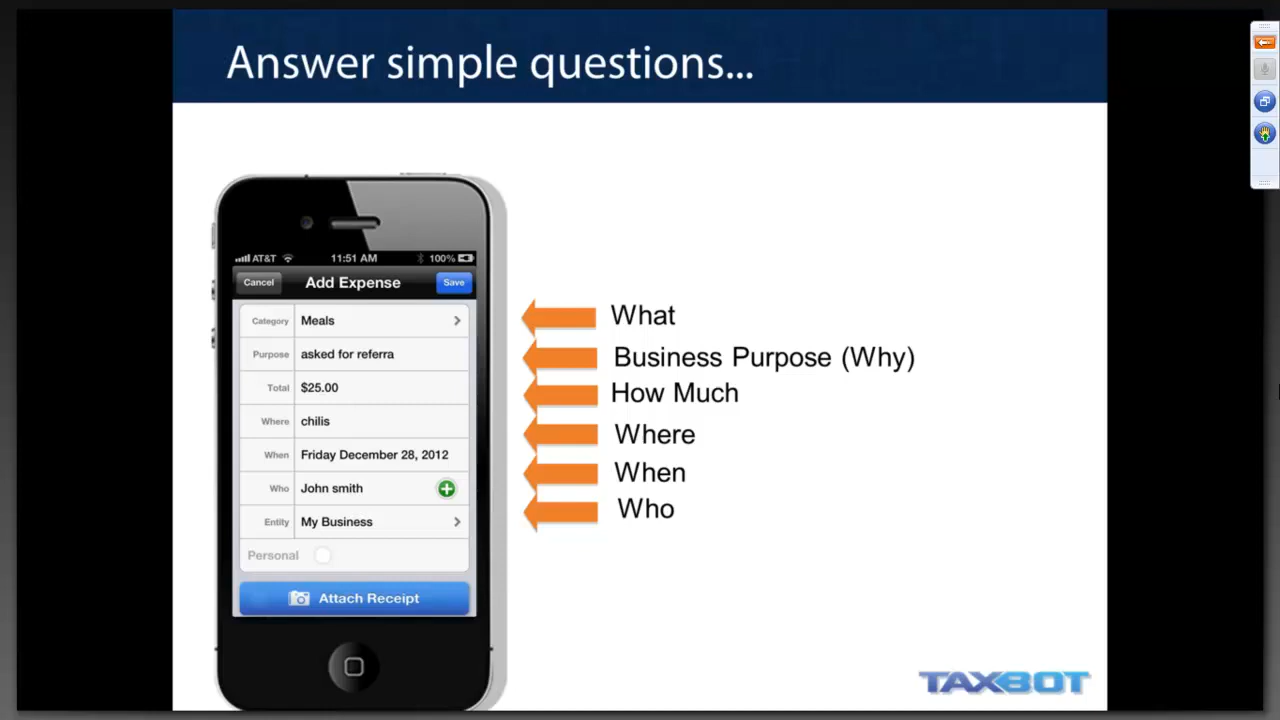 Answer simple questions...
AT&T 11:51 AM 100%
Cancel Add Expense Save
Category Meals
Purpose asked for referra
Total $25.00
Where chilis
When Friday December 28, 2012
Who John smith
Entity My Business
Personal
Attach Receipt
What
Business Purpose (Why)
How Much
Where
When
Who
TAXBOT